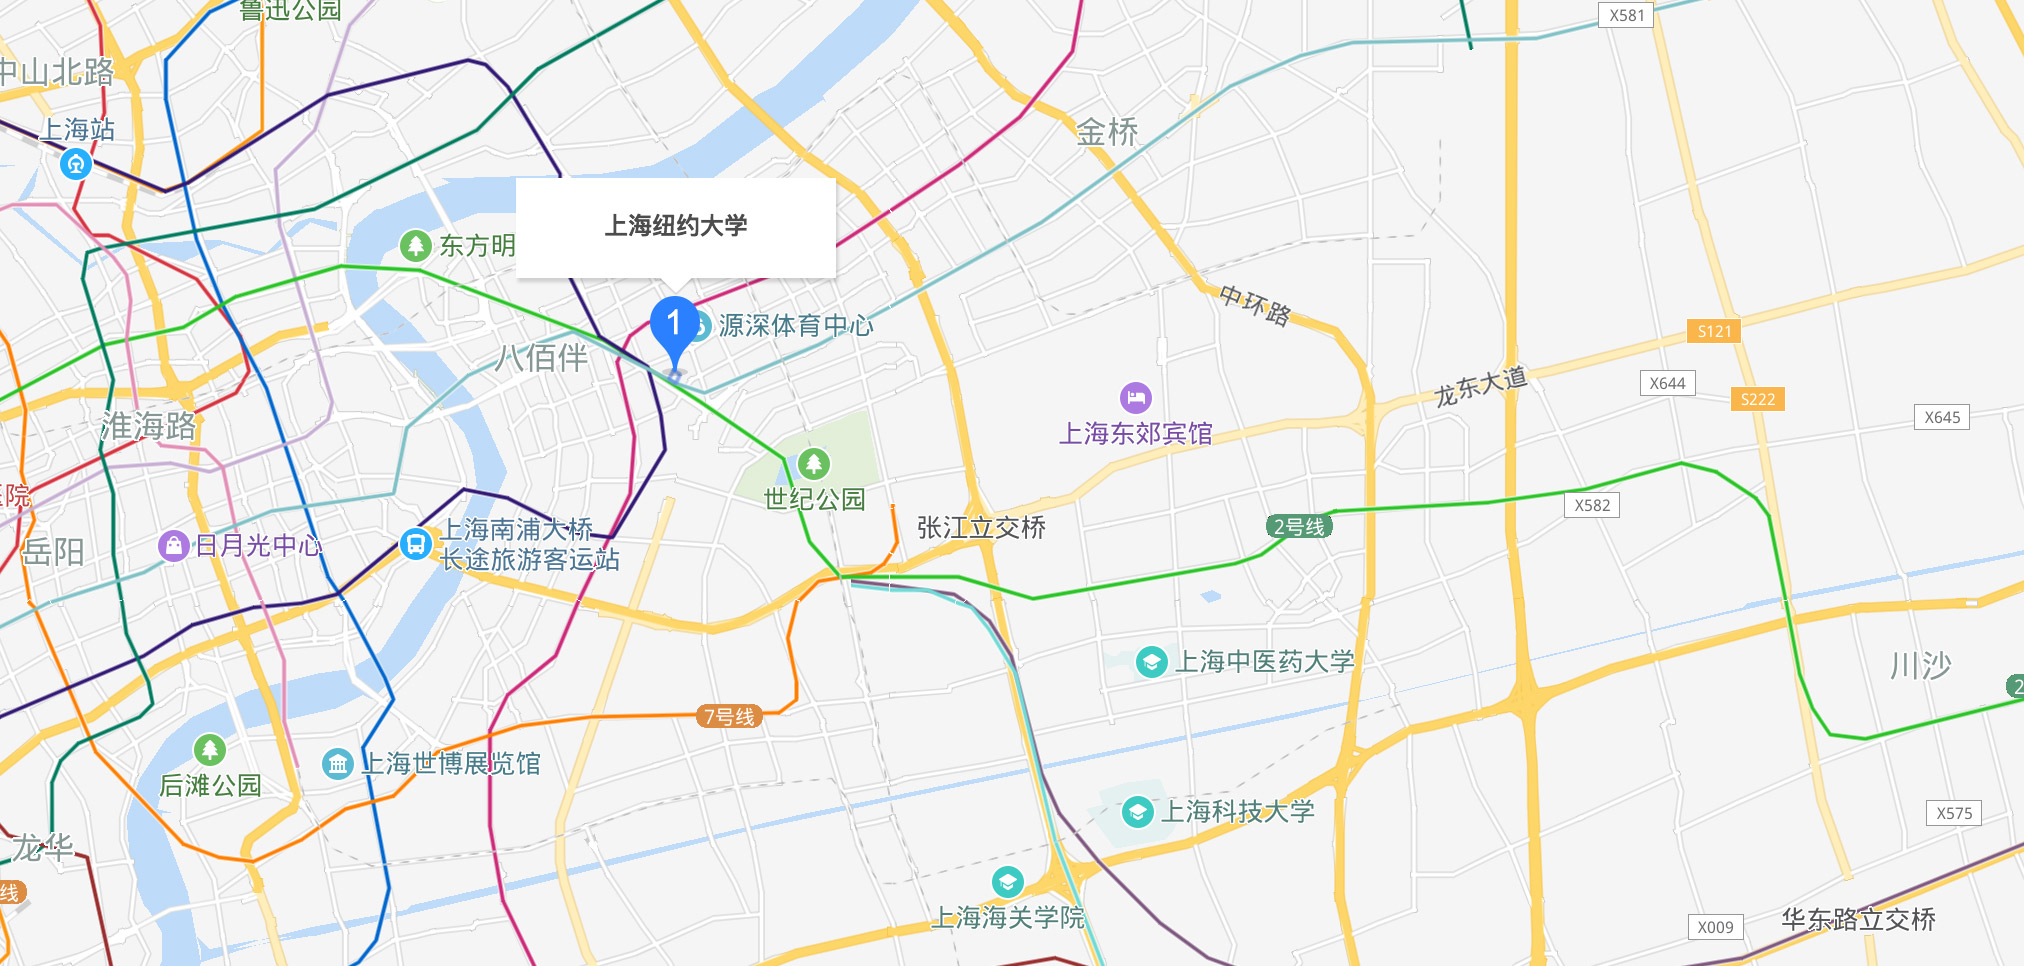 鲁迅公园
X581
中山北路
上海站
金桥
上海纽约大学
东方明
1
源深体育中心
中环路
S121
八佰伴
龙东大道
X644
S222
上海东郊宾馆
X645
淮海路
世纪公园
院
X582
张江立交桥
2号线
上海南浦大桥
长途旅游客运站
日月光中心
岳阳
上海中医药大学
川沙
2
7号线
上海世博展览馆
后滩公园
上海科技大学
X575
龙华
线
上海海关学院
X009
华东路立交桥